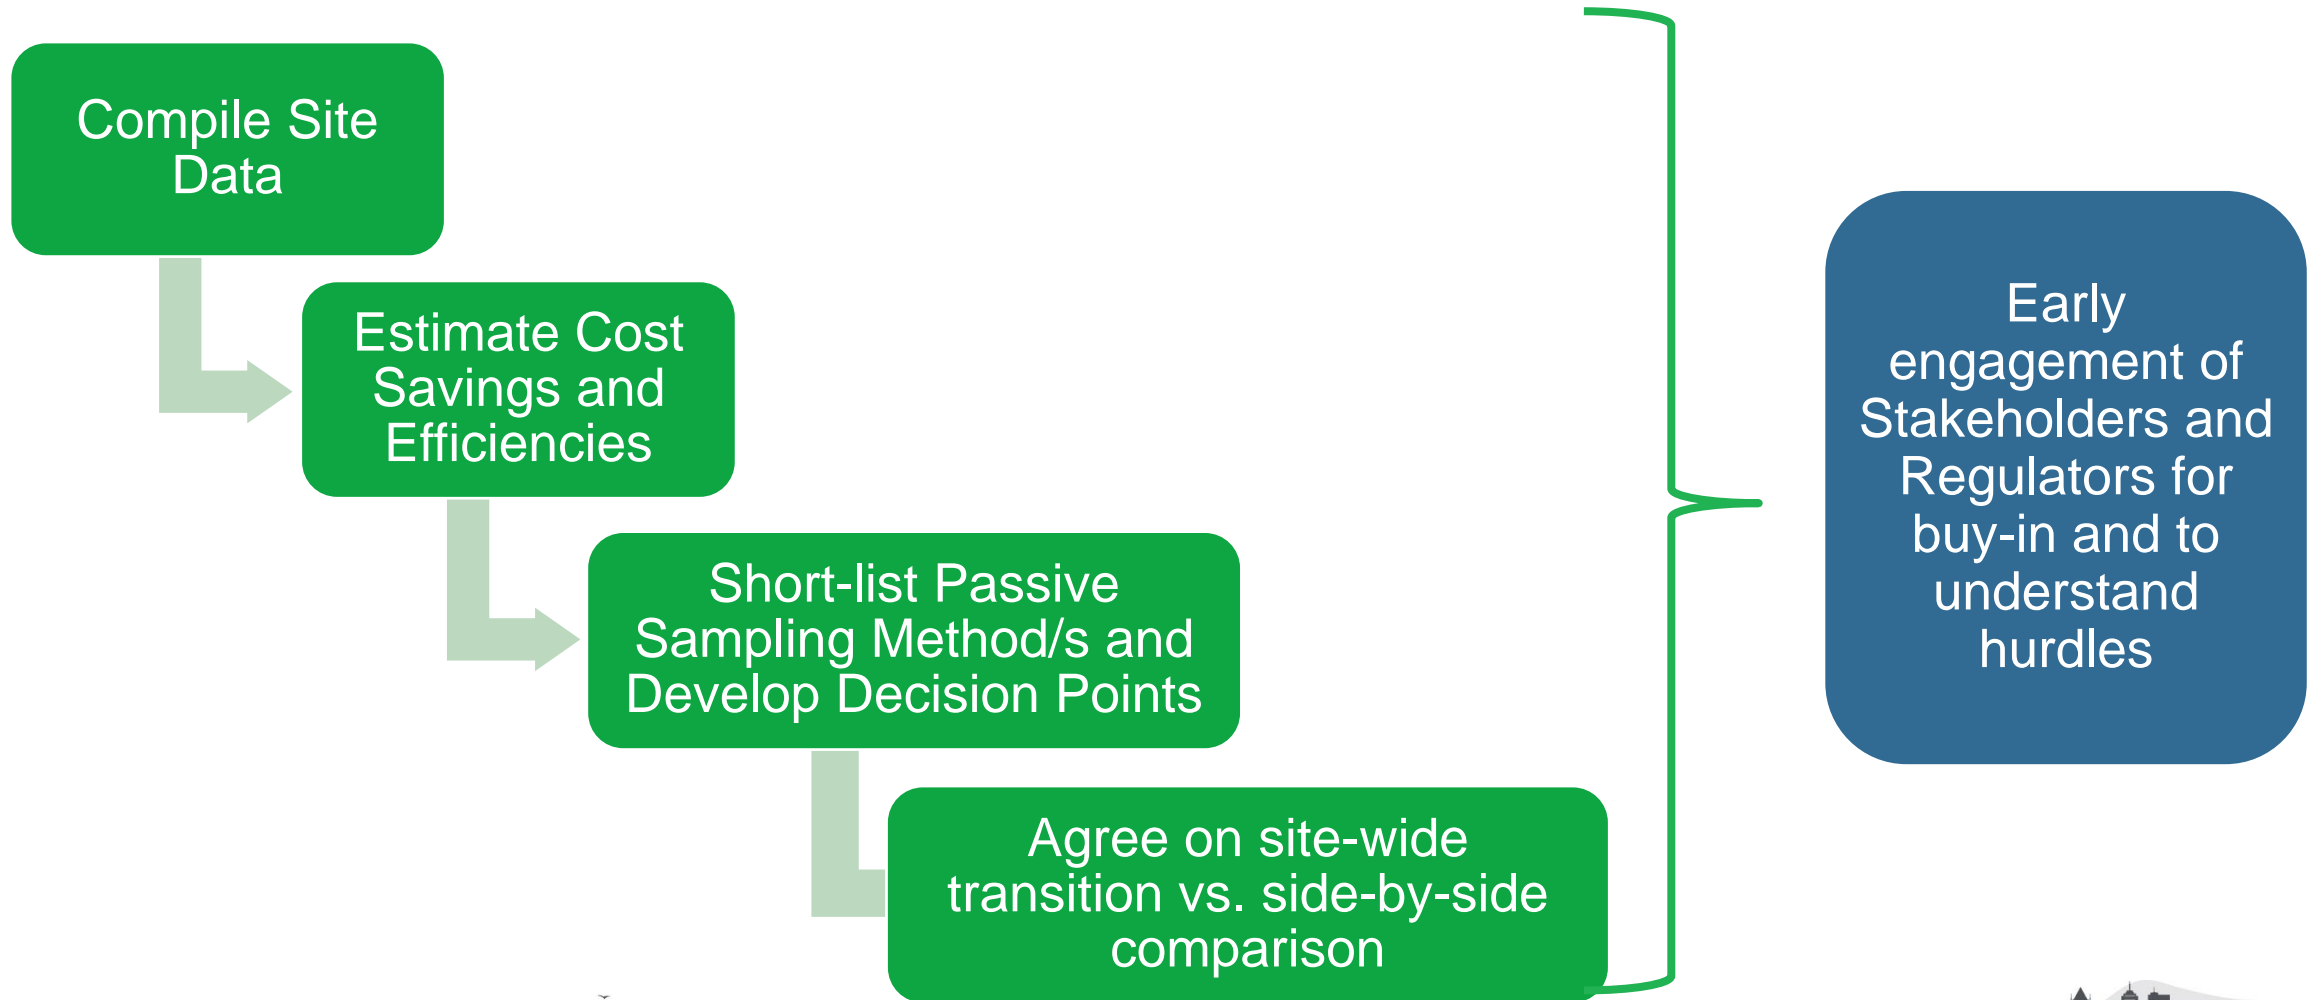 Compile Site
Data
Estimate Cost
Savings and
Efficiencies
Short-list Passive
Sampling Method/s and
Develop Decision Points
Agree on site-wide
transition vs. side-by-side
comparison
Early
engagement of
Stakeholders and
Regulators for
buy-in and to
understand
hurdles